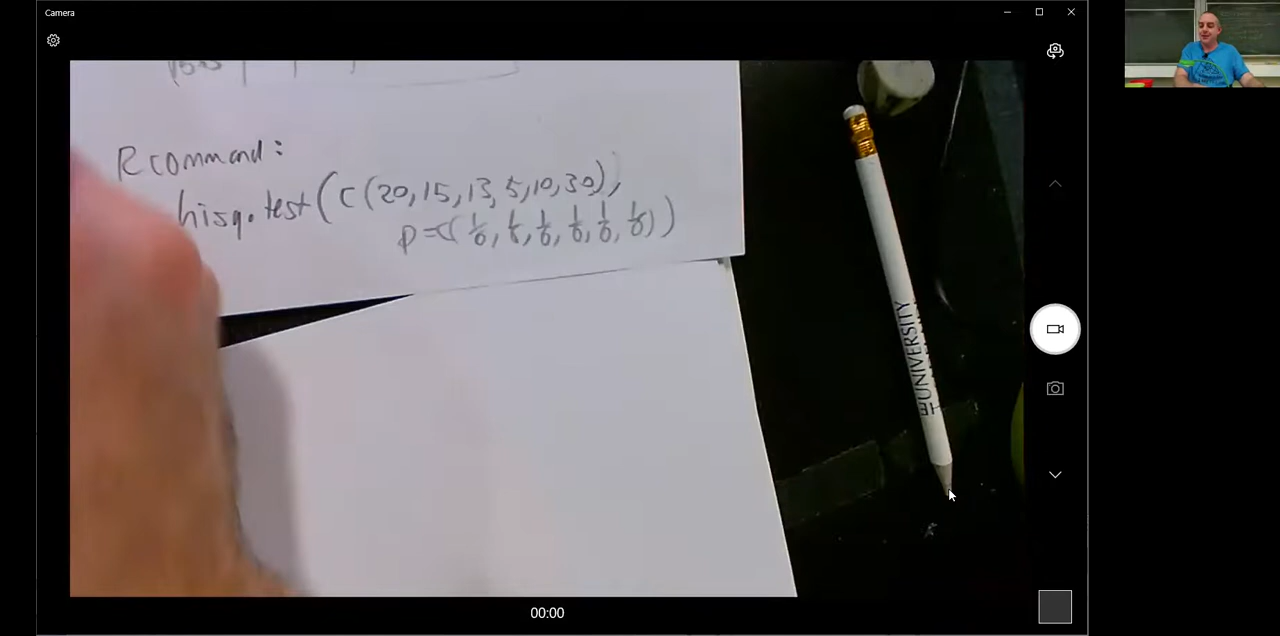 Camera
R command:
hisq.test(c(20,15,13,5,10,30),
p=c(1/6,1/6,1/6,1/6,1/6,1/6))
UNIVERSITY
00:00